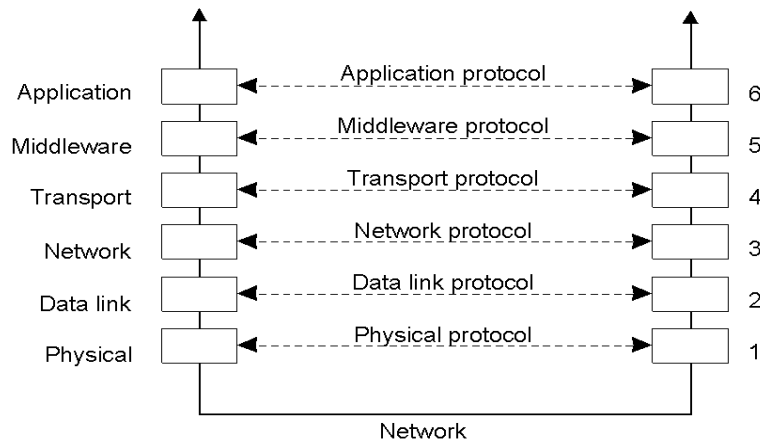 Application Application protocol 6
Middleware Middleware protocol 5
Transport Transport protocol 4
Network Network protocol 3
Data link Data link protocol 2
Physical Physical protocol 1
Network